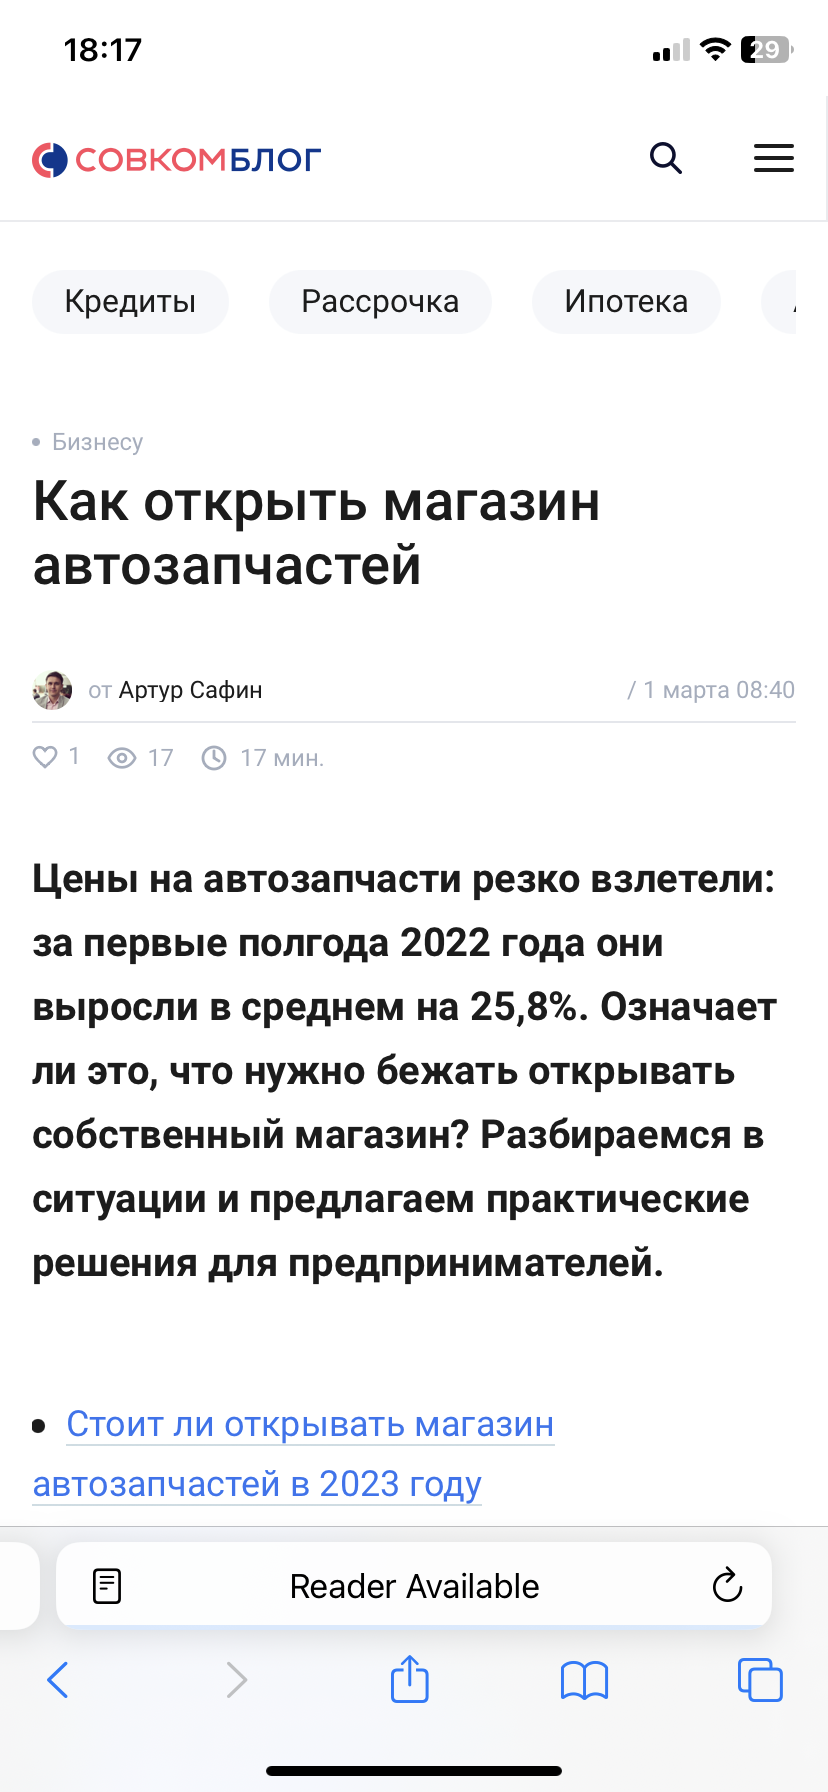 18:17
29
СОВКОМБЛОГ
Кредиты
Рассрочка
Ипотека
Бизнесу
Как открыть магазин
автозапчастей
от Артур Сафин
/ 1 марта 08:40
1
17
17 мин.
Цены на автозапчасти резко взлетели:
за первые полгода 2022 года они
выросли в среднем на 25,8%. Означает
ли это, что нужно бежать открывать
собственный магазин? Разбираемся в
ситуации и предлагаем практические
решения для предпринимателей.
• Стоит ли открывать магазин
автозапчастей в 2023 году
Reader Available